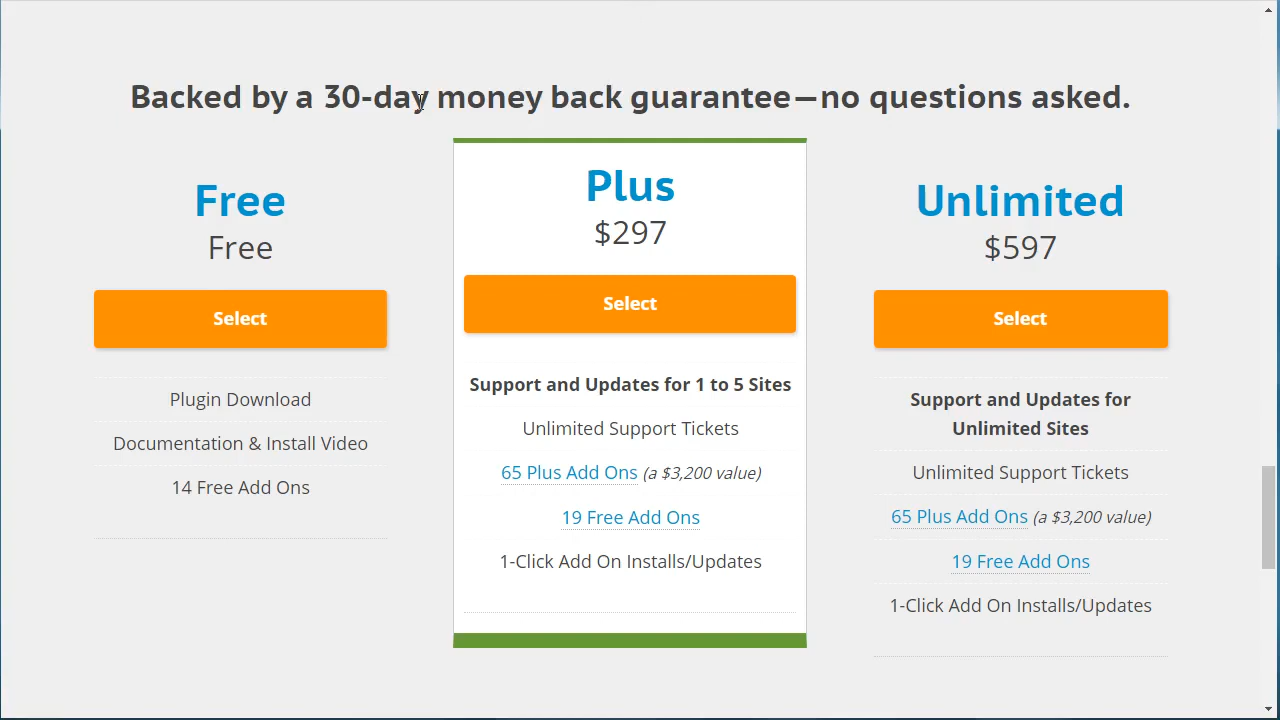 Backed by a 30-day money back guarantee—no questions asked.
Free
Free
Select
Plugin Download
Documentation & Install Video
14 Free Add Ons
Plus
$297
Select
Support and Updates for 1 to 5 Sites
Unlimited Support Tickets
65 Plus Add Ons (a $3,200 value)
19 Free Add Ons
1-Click Add On Installs/Updates
Unlimited
$597
Select
Support and Updates for
Unlimited Sites
Unlimited Support Tickets
65 Plus Add Ons (a $3,200 value)
19 Free Add Ons
1-Click Add On Installs/Updates